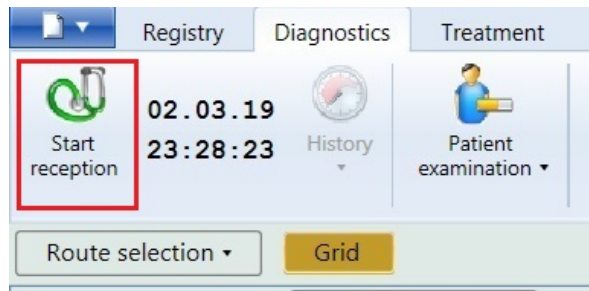 Registry Diagnostics Treatment
Start reception
02.03.19
23:28:23
History
Patient examination
Route selection Grid